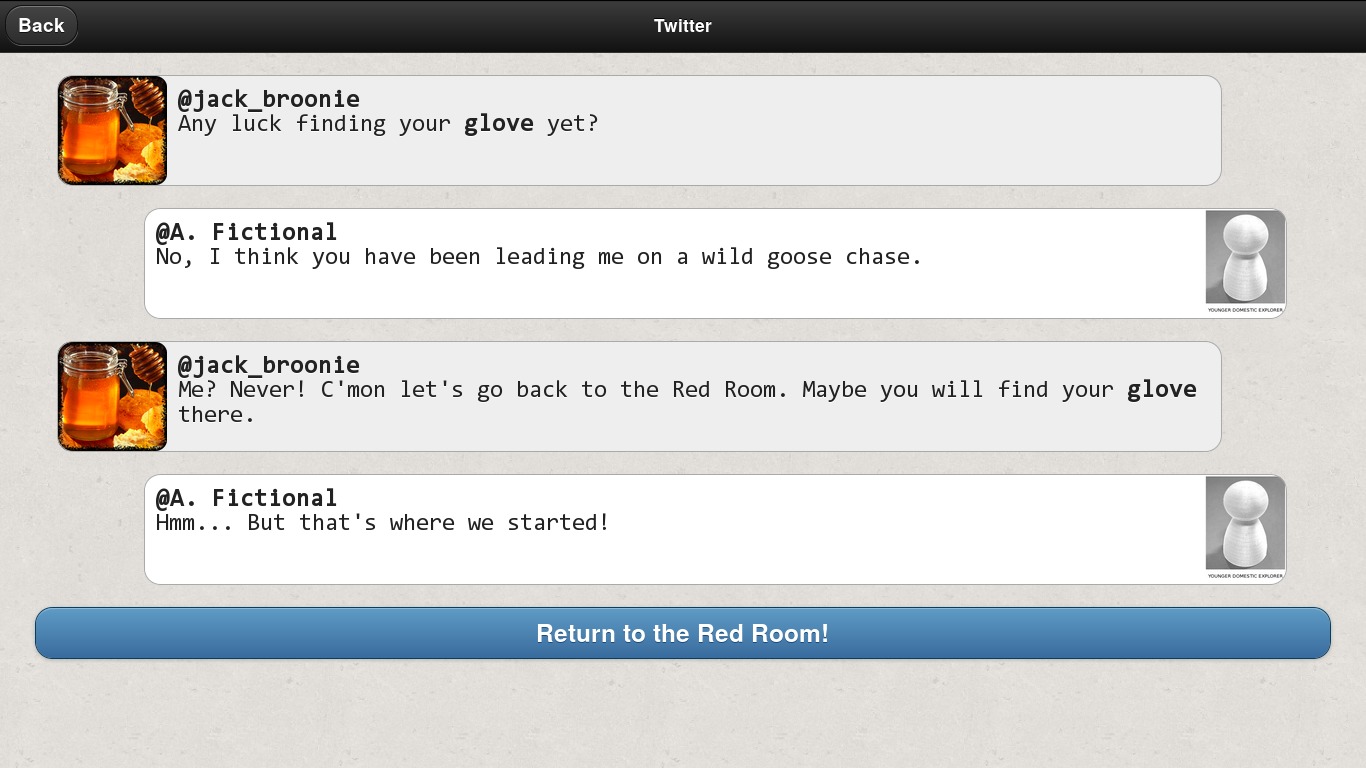 Back
Twitter
@jack_broonie
Any luck finding your glove yet?
@A. Fictional
No, I think you have been leading me on a wild goose chase.
YOUNGER DOMESTIC EXPLORER
@jack_broonie
Me? Never! C'mon let's go back to the Red Room. Maybe you will find your glove
there.
@A. Fictional
Hmm... But that's where we started!
YOUNGER DOMESTIC EXPLORER
Return to the Red Room!